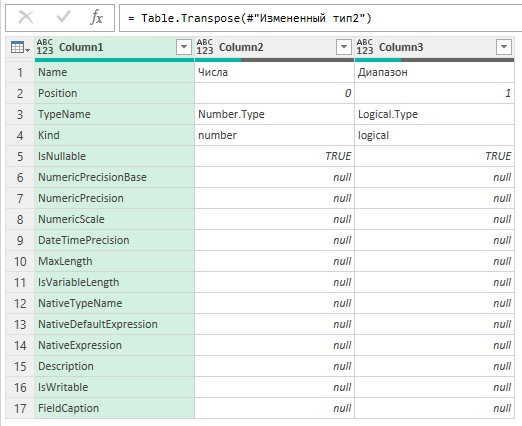 fx = Table.Transpose(#"Измененный тип2")
ABC 123 Column1 ABC 123 Column2 ABC 123 Column3
1 Name Числа Диапазон
2 Position 0 1
3 TypeName Number.Type Logical.Type
4 Kind number logical
5 IsNullable TRUE TRUE
6 NumericPrecisionBase null null
7 NumericPrecision null null
8 NumericScale null null
9 DateTimePrecision null null
10 MaxLength null null
11 IsVariableLength null null
12 NativeTypeName null null
13 NativeDefaultExpression null null
14 NativeExpression null null
15 Description null null
16 IsWritable null null
17 FieldCaption null null